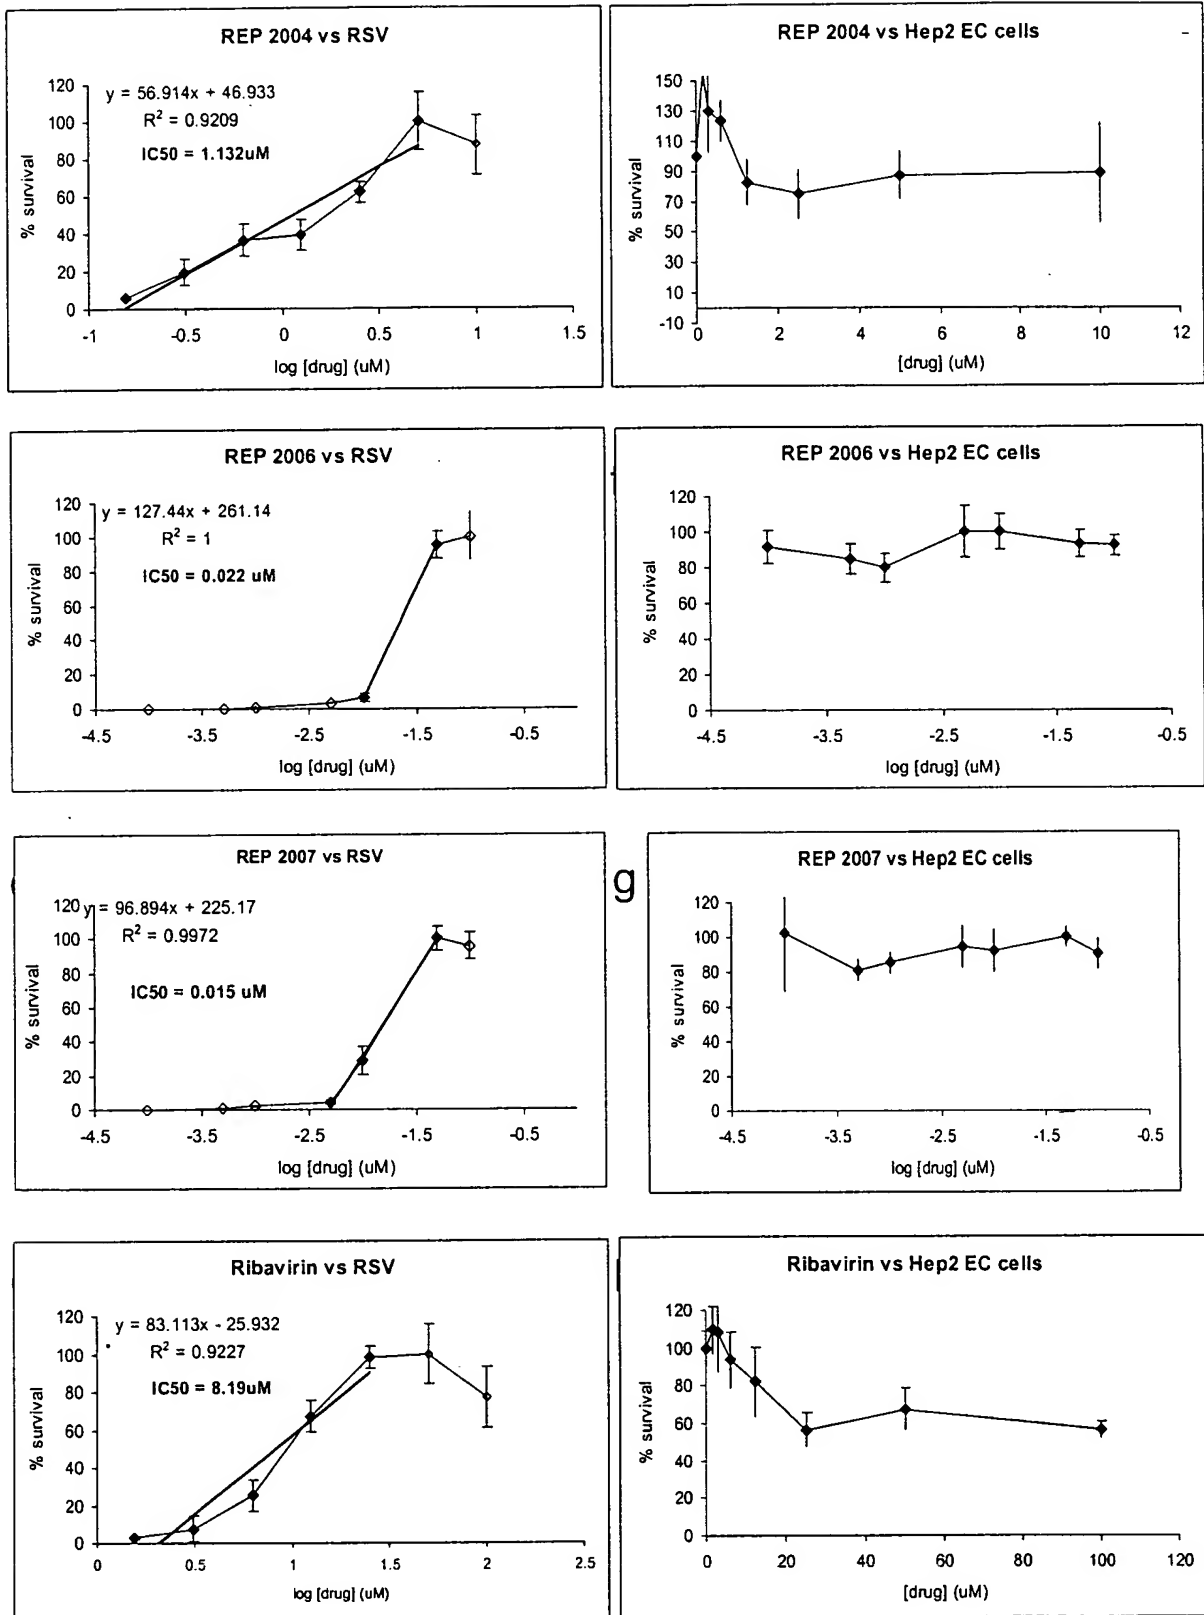 REP 2004 vs RSV
y = 56.914x + 46.933
R² = 0.9209
IC50 = 1.132uM
120
100
80
60
40
20
0
% survival
-1 -0.5 0 0.5 1 1.5
log [drug] (uM)
REP 2004 vs Hep2 EC cells
150
130
110
90
70
50
30
10
-10
% survival
0 2 4 6 8 10 12
[drug] (uM)
REP 2006 vs RSV
y = 127.44x + 261.14
R² = 1
IC50 = 0.022 uM
120
100
80
60
40
20
0
% survival
-4.5 -3.5 -2.5 -1.5 -0.5
log [drug] (uM)
REP 2006 vs Hep2 EC cells
120
100
80
60
40
20
0
% survival
-4.5 -3.5 -2.5 -1.5 -0.5
log [drug] (uM)
REP 2007 vs RSV
y = 96.894x + 225.17
R² = 0.9972
IC50 = 0.015 uM
120
100
80
60
40
20
0
% survival
-4.5 -3.5 -2.5 -1.5 -0.5
log [drug] (uM)
g
REP 2007 vs Hep2 EC cells
120
100
80
60
40
20
0
% survival
-4.5 -3.5 -2.5 -1.5 -0.5
log [drug] (uM)
Ribavirin vs RSV
y = 83.113x - 25.932
R² = 0.9227
IC50 = 8.19uM
120
100
80
60
40
20
0
% survival
0 0.5 1 1.5 2 2.5
log [drug] (uM)
Ribavirin vs Hep2 EC cells
120
100
80
60
40
20
0
% survival
0 20 40 60 80 100 120
[drug] (uM)